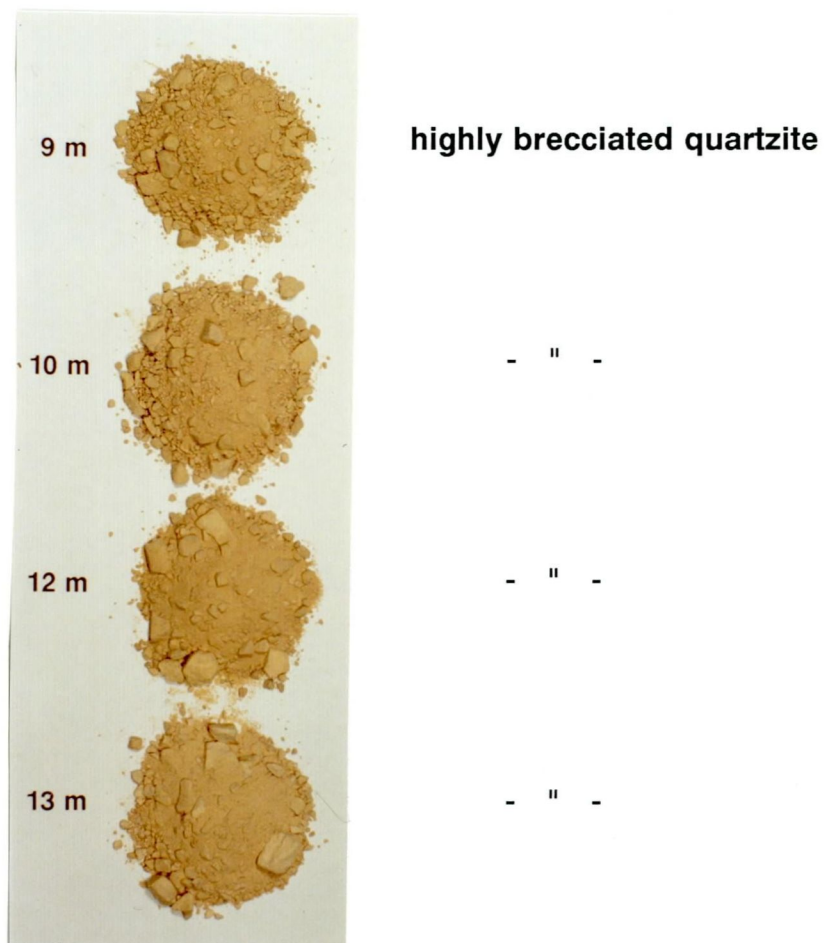 9 m highly brecciated quartzite
10 m - " -
12 m - " -
13 m - " -